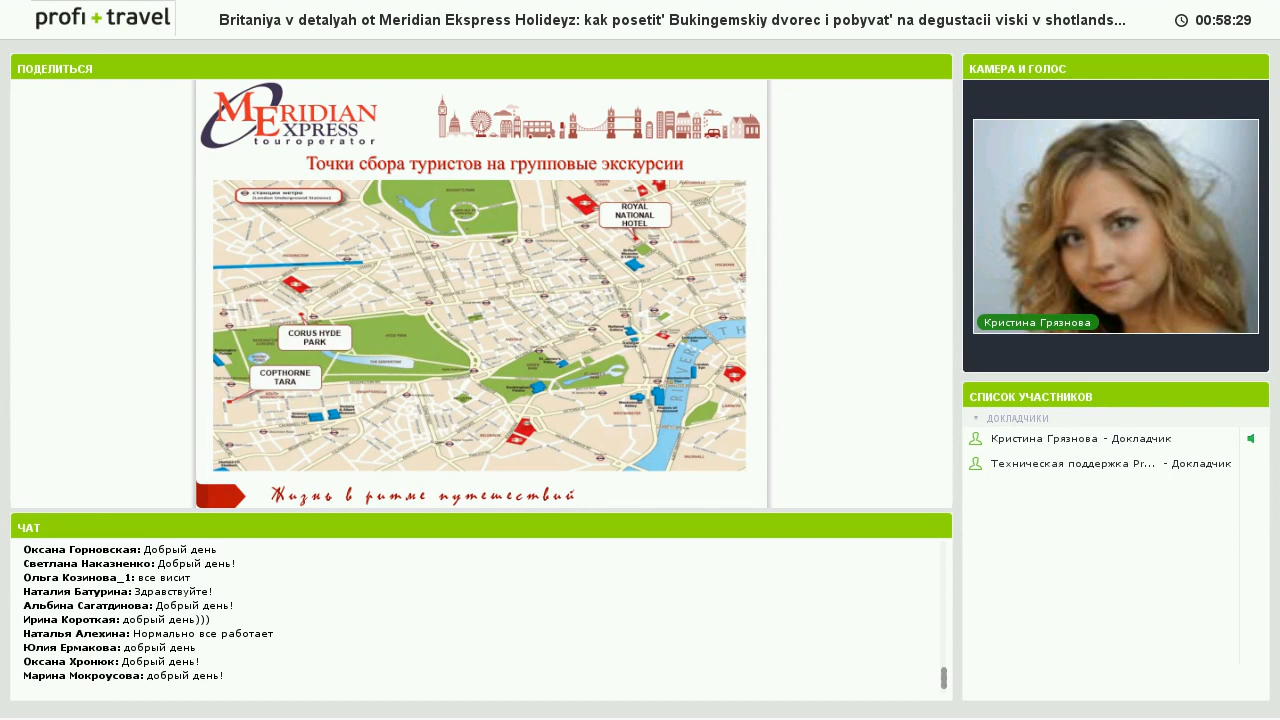 profi + travel
Britaniya v detalyah ot Meridian Ekspress Holideyz: kak posetit' Bukingemskiy dvorec i pobyvat' na degustacii viski v shotlands...
00:58:29
ПОДЕЛИТЬСЯ
MERIDIAN
EXPRESS
touroperator
Точки сбора туристов на групповые экскурсии
станции метро
(London Underground Stations)
ROYAL
NATIONAL
HOTEL
CORUS HYDE
PARK
COPTHORNE
TARA
Жизнь в ритме путешествий
ЧАТ
Оксана Горновская: Добрый день
Светлана Наказненко: Добрый день!
Ольга Козинова_1: все висит
Наталия Батурина: Здравствуйте!
Альбина Сагатдинова: Добрый день!
Ирина Короткая: добрый день)))
Наталья Алехина: Нормально все работает
Юлия Ермакова: добрый день
Оксана Хронюк: Добрый день!
Марина Мокроусова: добрый день!
КАМЕРА И ГОЛОС
Кристина Грязнова
СПИСОК УЧАСТНИКОВ
ДОКЛАДЧИКИ
Кристина Грязнова - Докладчик
Техническая поддержка Pr... - Докладчик